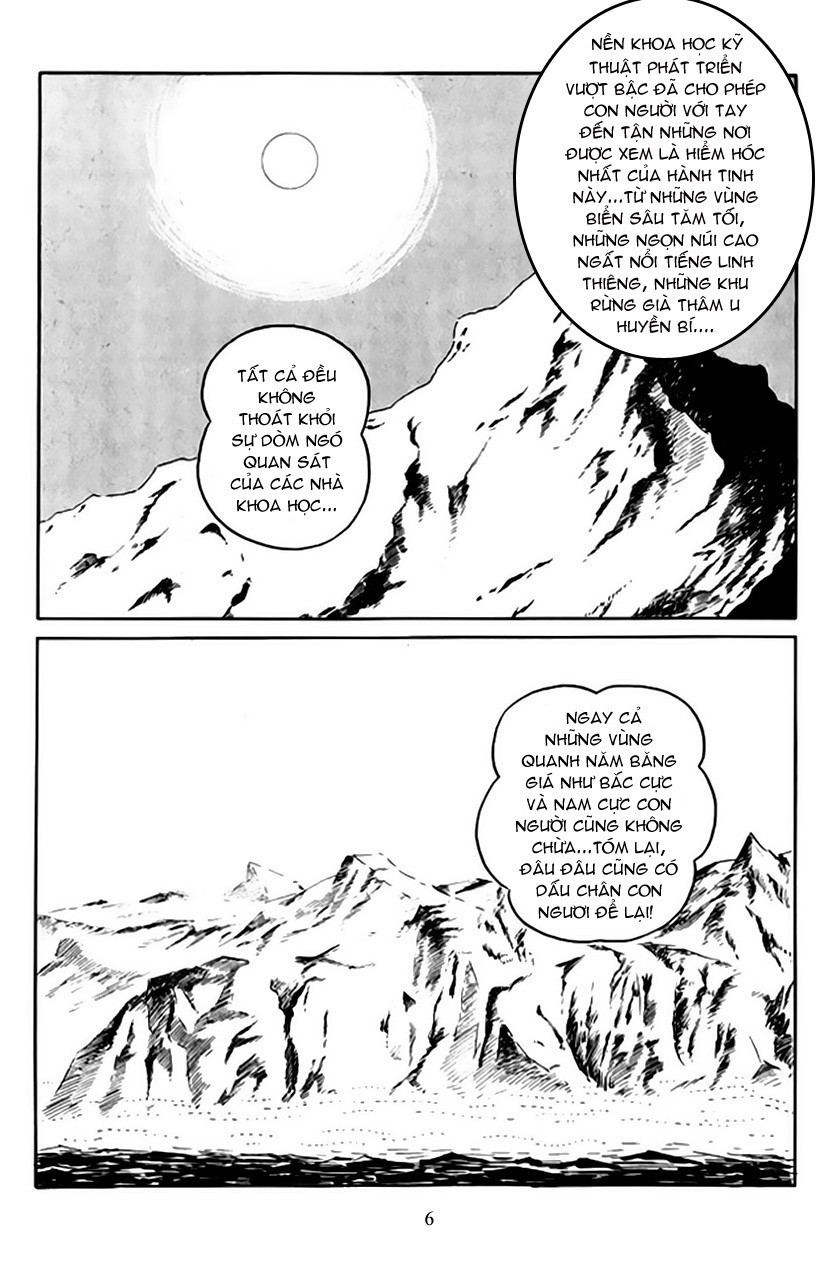 NỀN KHOA HỌC KỸ
THUẬT PHÁT TRIỂN
VƯỢT BẬC ĐÃ CHO PHÉP
CON NGƯỜI VỚI TAY
ĐẾN TẬN NHỮNG NƠI
ĐƯỢC XEM LÀ HIỂM HÓC
NHẤT CỦA HÀNH TINH
NÀY...TỪ NHỮNG VÙNG
BIỂN SÂU TĂM TỐI,
NHỮNG NGỌN NÚI CAO
NGẤT NỔI TIẾNG LINH
THIÊNG, NHỮNG KHU
RỪNG GIÀ THÂM U
HUYỀN BÍ....
TẤT CẢ ĐỀU
KHÔNG
THOÁT KHỎI
SỰ DÒM NGÓ
QUAN SÁT
CỦA CÁC NHÀ
KHOA HỌC...
NGAY CẢ
NHỮNG VÙNG
QUANH NĂM BĂNG
GIÁ NHƯ BẮC CỰC
VÀ NAM CỰC CON
NGƯỜI CŨNG KHÔNG
CHỪA...TÓM LẠI,
ĐÂU ĐÂU CŨNG CÓ
DẤU CHÂN CON
NGƯƠI ĐỂ LẠI!
6